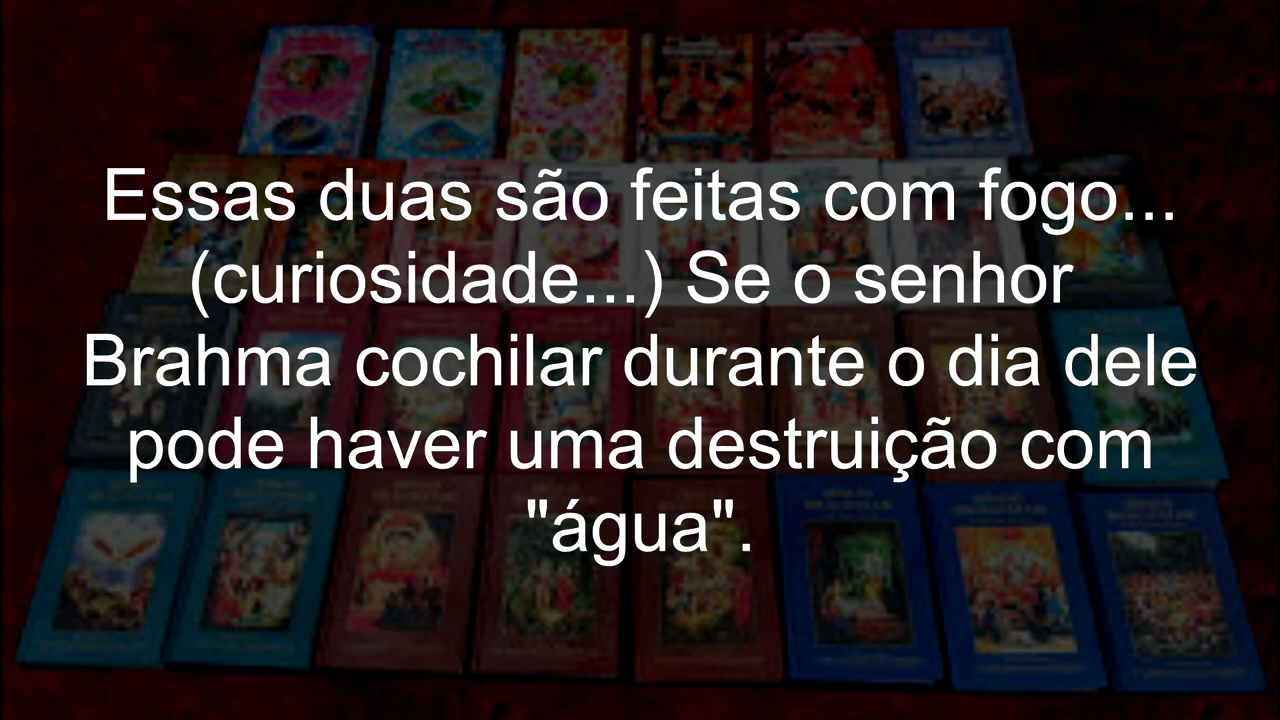 Essas duas são feitas com fogo...
(curiosidade...) Se o senhor
Brahma cochilar durante o dia dele
pode haver uma destruição com
"água".